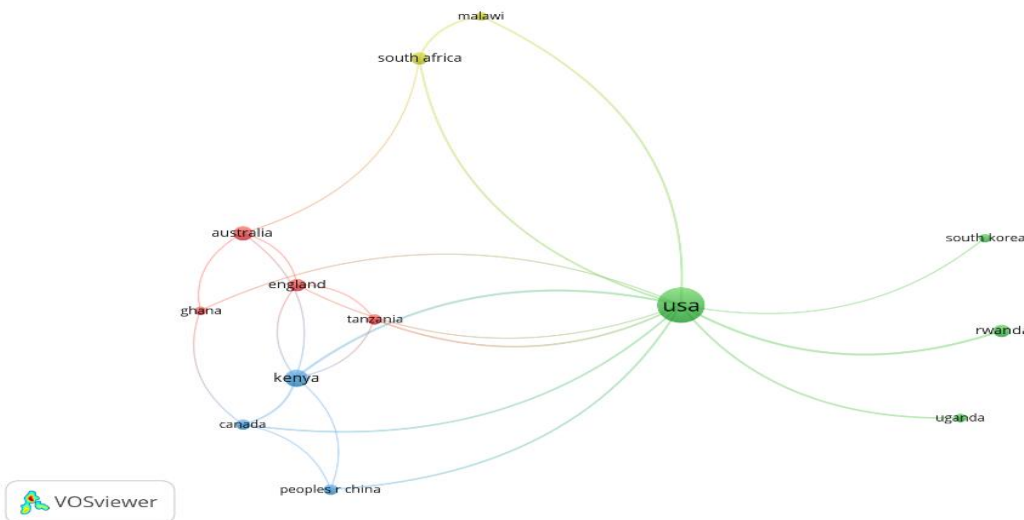 malawi
south africa
australia
south korea
england
usa
ghana
tanzania
rwanda
kenya
uganda
canada
peoples r china
VOSviewer